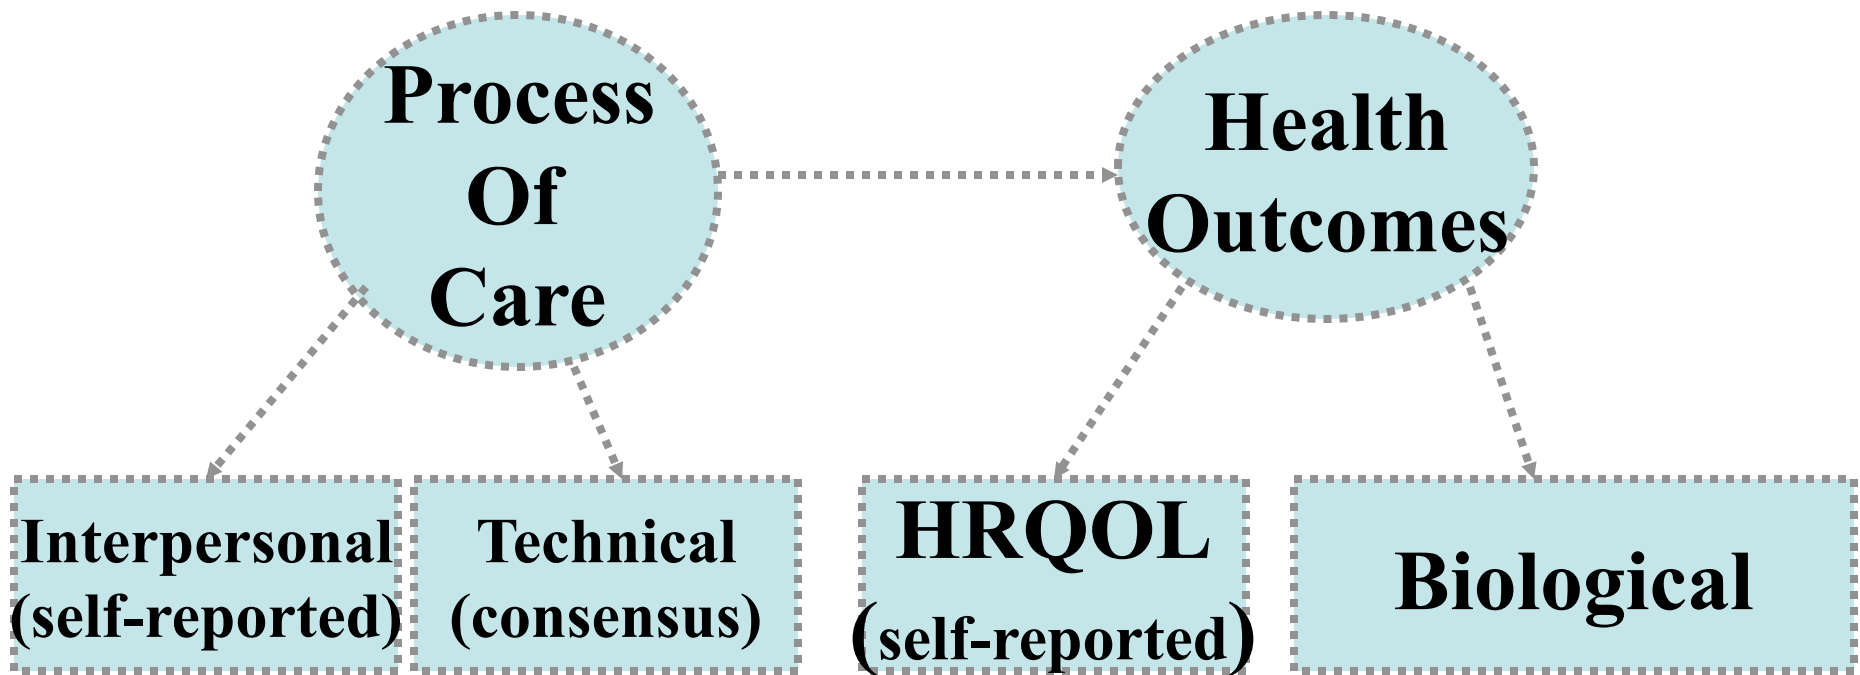 Process
Of
Care
Health
Outcomes
Interpersonal
(self-reported)
Technical
(consensus)
HRQOL
(self-reported)
Biological